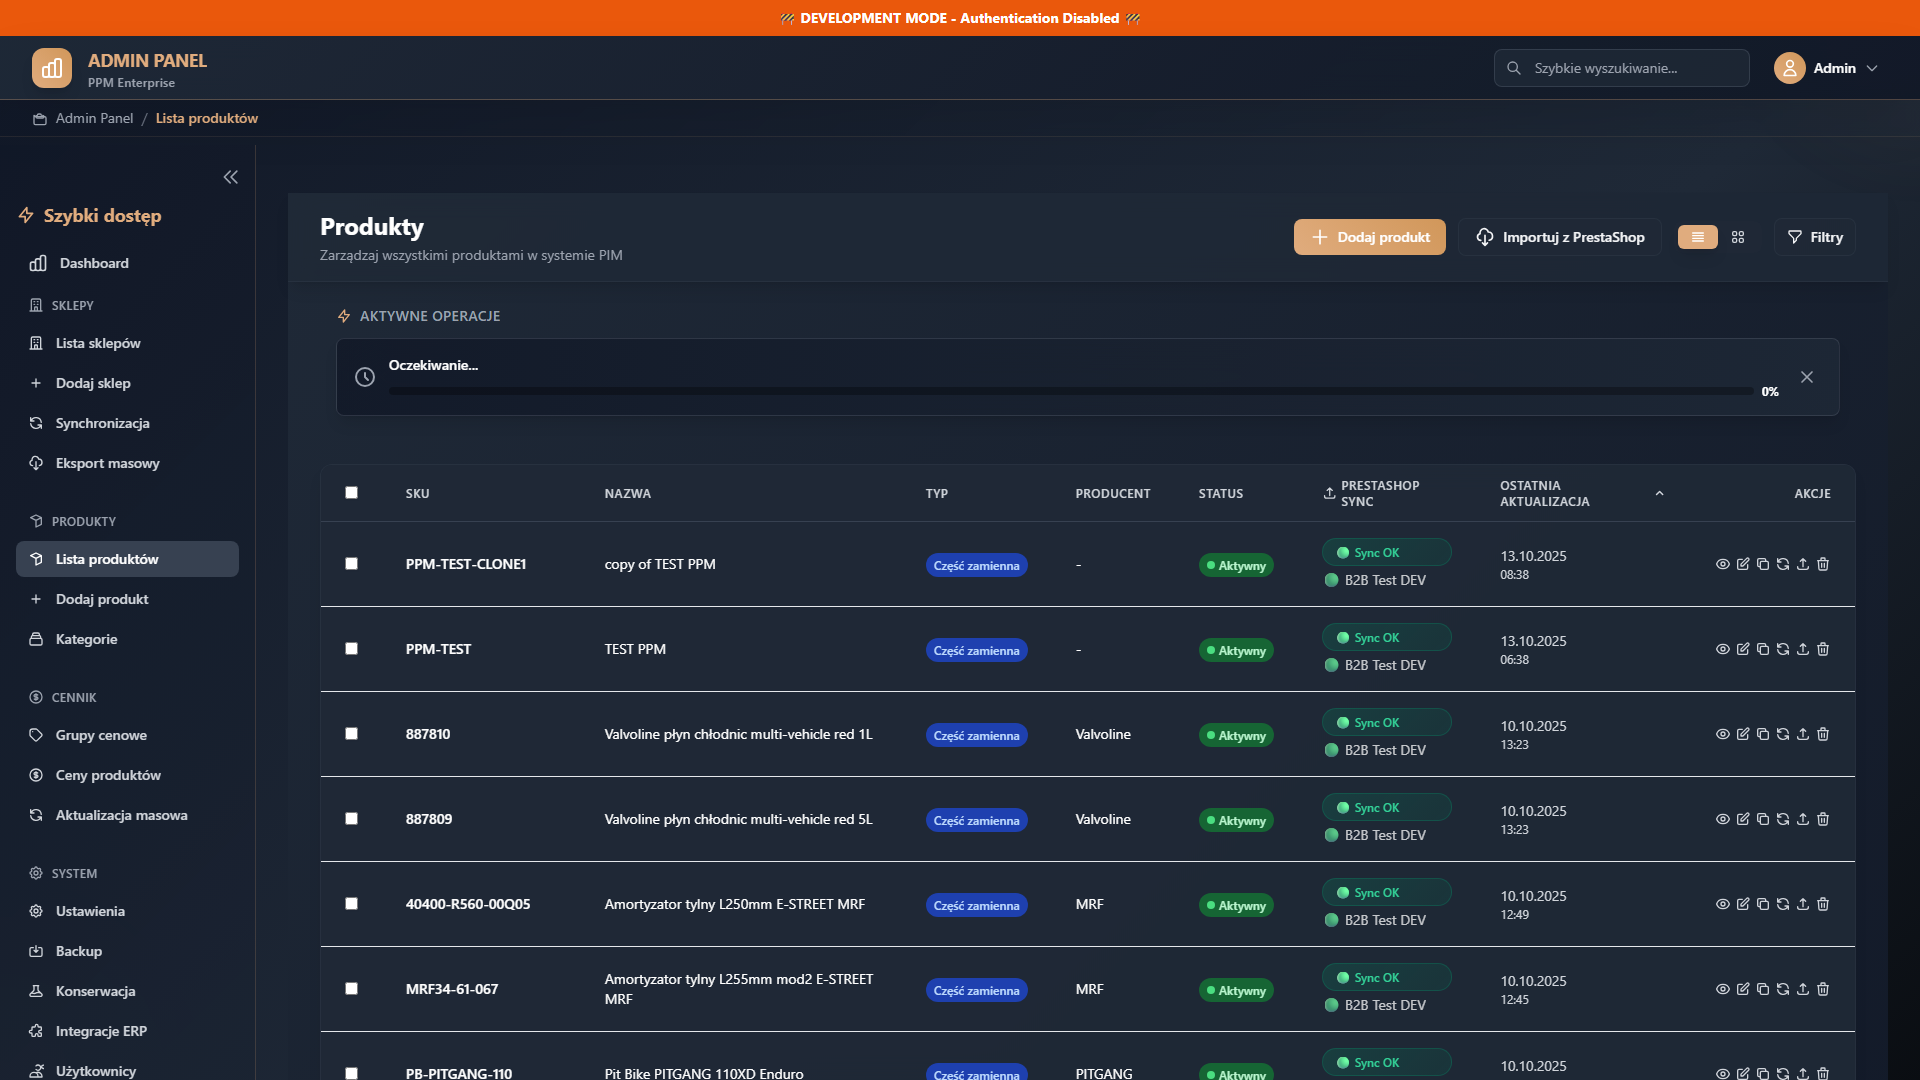 🚧 DEVELOPMENT MODE - Authentication Disabled 🚧
ADMIN PANEL
PPM Enterprise
Szybkie wyszukiwanie...
Admin
Admin Panel / Lista produktów
Szybki dostęp
Dashboard
SKLEPY
Lista sklepów
Dodaj sklep
Synchronizacja
Eksport masowy
PRODUKTY
Lista produktów
Dodaj produkt
Kategorie
CENNIK
Grupy cenowe
Ceny produktów
Aktualizacja masowa
SYSTEM
Ustawienia
Backup
Konserwacja
Integracje ERP
Użytkownicy
Produkty
Zarządzaj wszystkimi produktami w systemie PIM
Dodaj produkt
Importuj z PrestaShop
Filtry
AKTYWNE OPERACJE
Oczekiwanie...
0%
SKU NAZWA TYP PRODUCENT STATUS PRESTASHOP SYNC OSTATNIA AKTUALIZACJA AKCJE
PPM-TEST-CLONE1 copy of TEST PPM Część zamienna - Aktywny Sync OK 13.10.2025
B2B Test DEV 08:38
PPM-TEST TEST PPM Część zamienna - Aktywny Sync OK 13.10.2025
B2B Test DEV 06:38
887810 Valvoline płyn chłodnic multi-vehicle red 1L Część zamienna Valvoline Aktywny Sync OK 10.10.2025
B2B Test DEV 13:23
887809 Valvoline płyn chłodnic multi-vehicle red 5L Część zamienna Valvoline Aktywny Sync OK 10.10.2025
B2B Test DEV 13:23
40400-R560-00Q05 Amortyzator tylny L250mm E-STREET MRF Część zamienna MRF Aktywny Sync OK 10.10.2025
B2B Test DEV 12:49
MRF34-61-067 Amortyzator tylny L255mm mod2 E-STREET MRF Część zamienna MRF Aktywny Sync OK 10.10.2025
B2B Test DEV 12:45
PB-PITGANG-110 Pit Bike PITGANG 110XD Enduro Część zamienna PITGANG Aktywny Sync OK 10.10.2025